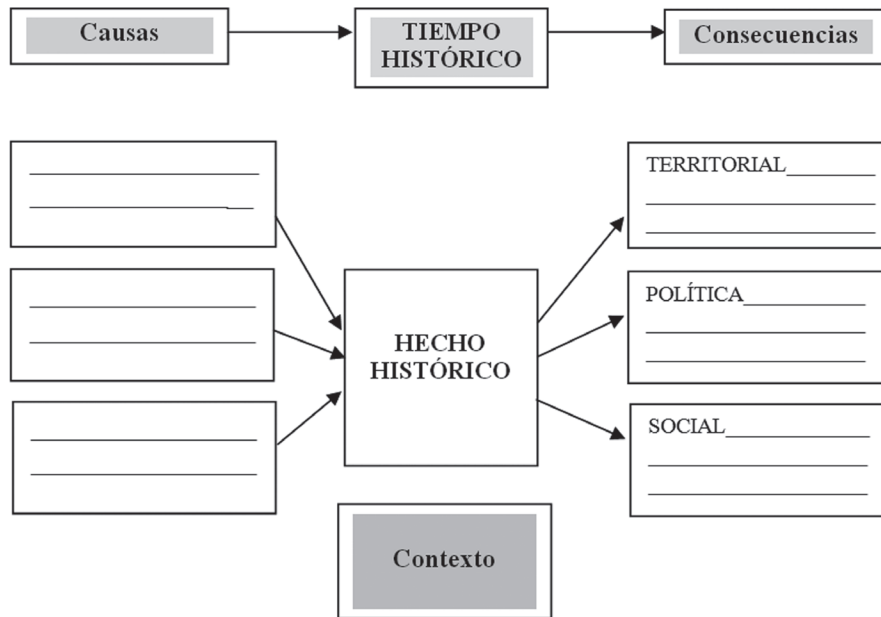 Causas
TIEMPO
HISTÓRICO
Consecuencias
TERRITORIAL
POLÍTICA
HECHO
HISTÓRICO
SOCIAL
Contexto